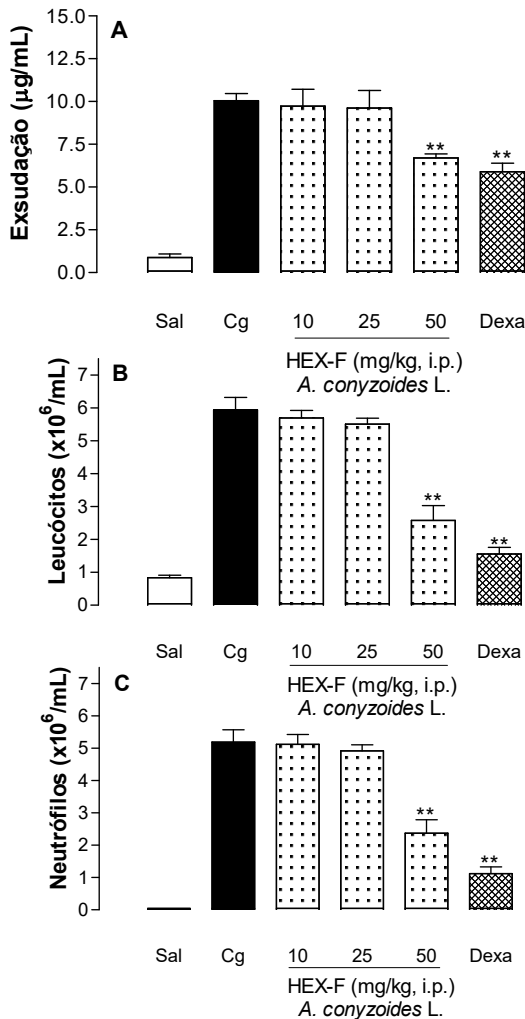 A
Exsudação (μg/mL)
15.0
12.5
10.0
7.5
5.0
2.5
0.0
**
**
Sal Cg 10 25 50 Dexa
HEX-F (mg/kg, i.p.)
A. conyzoides L.
B
Leucócitos (x10⁶/mL)
6
5
4
3
2
1
0
**
**
Sal Cg 10 25 50 Dexa
HEX-F (mg/kg, i.p.)
A. conyzoides L.
C
Neutrófilos (x10⁶/mL)
6
5
4
3
2
1
0
**
**
Sal Cg 10 25 50 Dexa
HEX-F (mg/kg, i.p.)
A. conyzoides L.